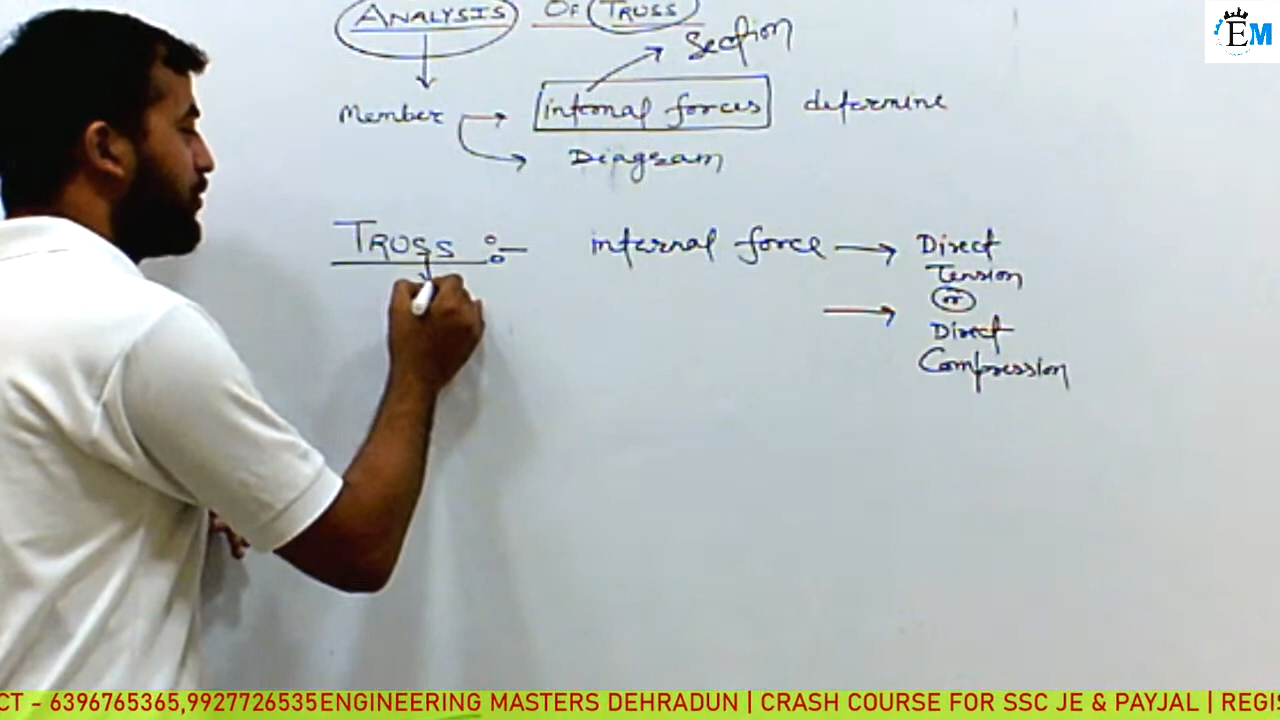 ANALYSIS OF TRUSS
Section
Member internal forces determine
Diagram
TRUSS :- internal force → Direct
Tension
or
→ Direct
Compression
EM
CT - 6396765365,9927726535ENGINEERING MASTERS DEHRADUN | CRASH COURSE FOR SSC JE & PAYJAL | REGIS